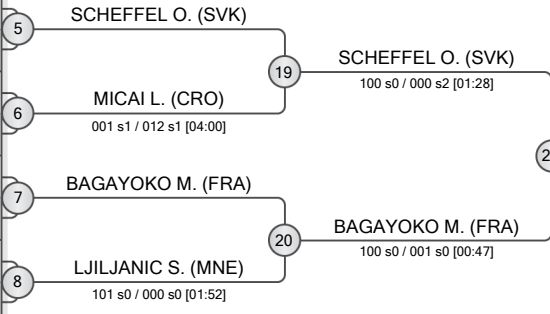 5
SCHEFFEL O. (SVK)
19
SCHEFFEL O. (SVK)
100 s0 / 000 s2 [01:28]
6
MICAI L. (CRO)
001 s1 / 012 s1 [04:00]
7
BAGAYOKO M. (FRA)
20
BAGAYOKO M. (FRA)
100 s0 / 001 s0 [00:47]
8
LJILJANIC S. (MNE)
101 s0 / 000 s0 [01:52]